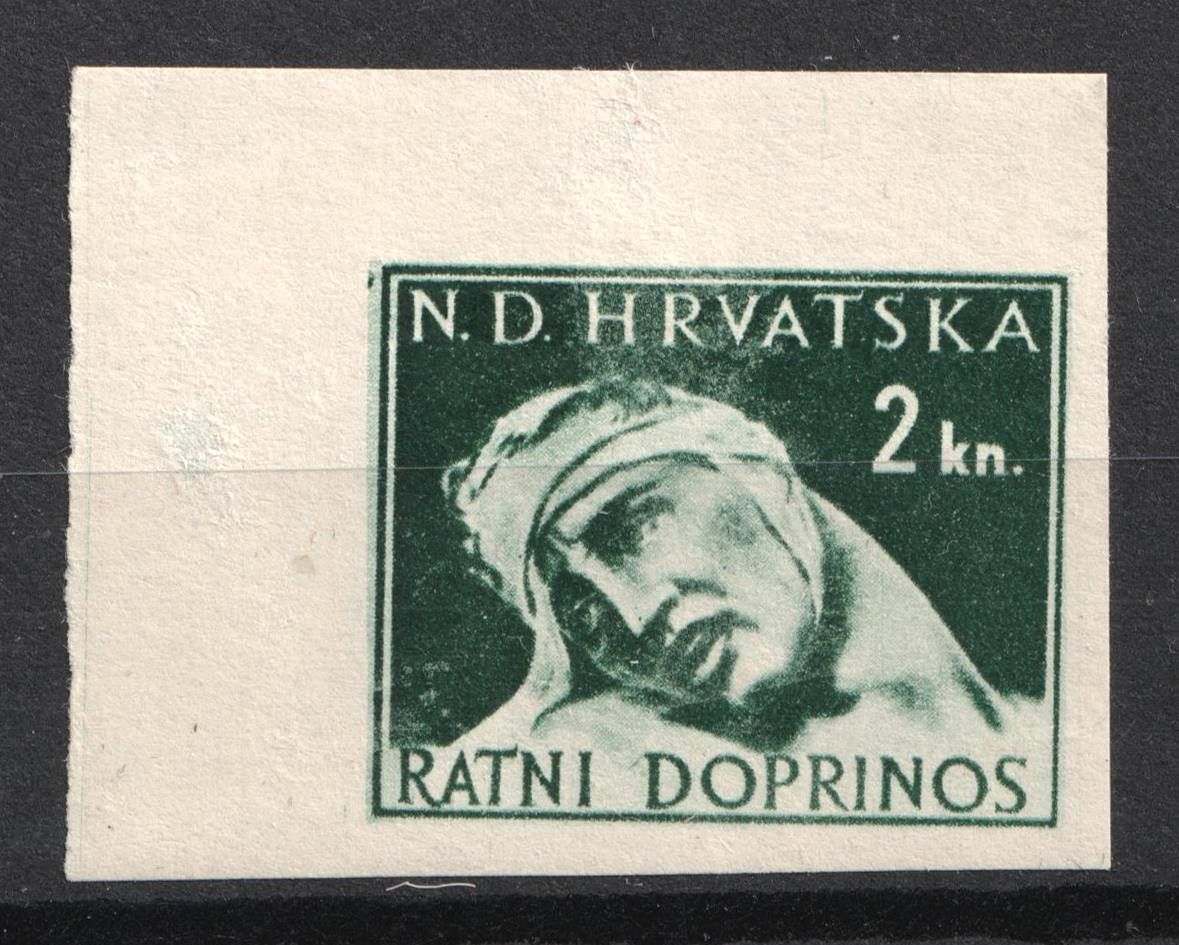 N. D. HRVATSKA
2 kn.
RATNI DOPRINOS